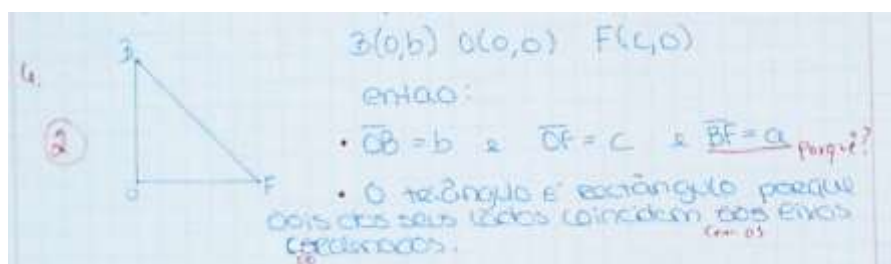 B(0,b) O(0,0) F(c,0)
4.
B
então:
2
• OB = b e OF = c e BF = a porquê?
O F
• O triângulo é rectângulo porque
dois dos seus lados coincidem aos eixos
com os
coordenados.